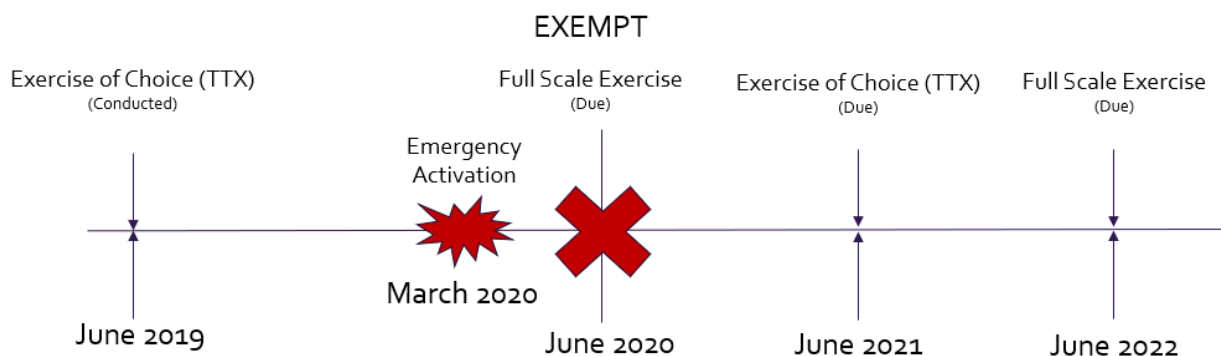 EXEMPT
Exercise of Choice (TTX)
(Conducted)
Full Scale Exercise
(Due)
Exercise of Choice (TTX)
(Due)
Full Scale Exercise
(Due)
Emergency
Activation
March 2020
June 2019
June 2020
June 2021
June 2022